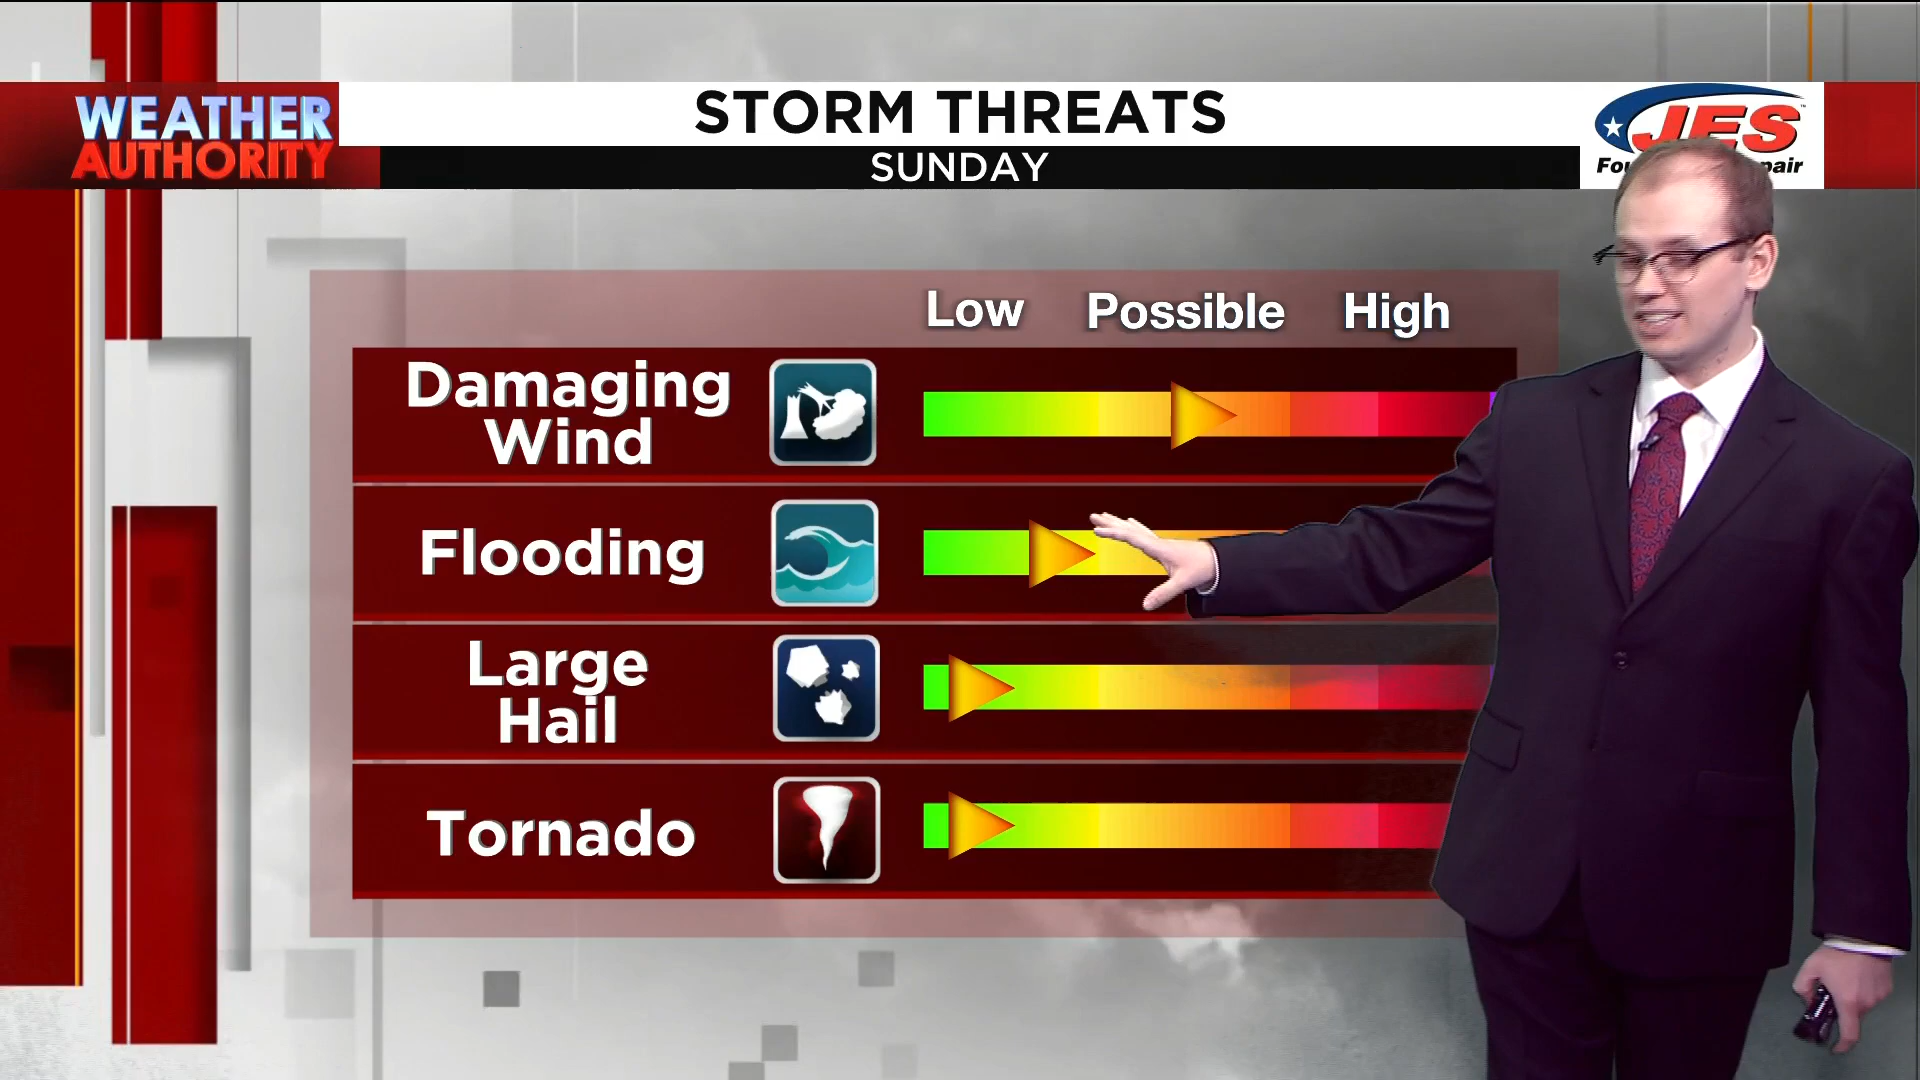 WEATHER
AUTHORITY
STORM THREATS
SUNDAY
JES
Low Possible High
Damaging
Wind
Flooding
Large
Hail
Tornado